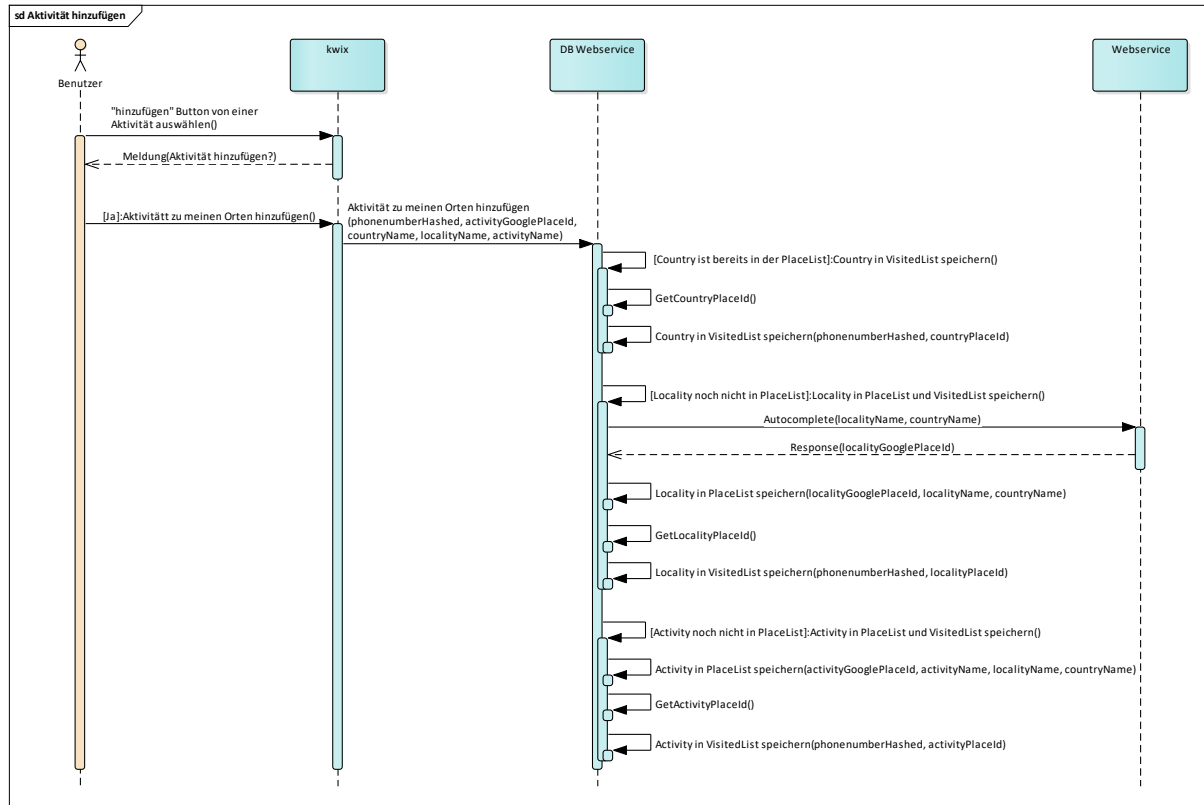 sd Aktivität hinzufügen
Benutzer
kwix
DB Webservice
Webservice
"hinzufügen" Button von einer
Aktivität auswählen()
Meldung(Aktivität hinzufügen?)
[Ja]:Aktivitätt zu meinen Orten hinzufügen()
Aktivität zu meinen Orten hinzufügen
(phonenumberHashed, activityGooglePlaceId,
countryName, localityName, activityName)
[Country ist bereits in der PlaceList]:Country in VisitedList speichern()
GetCountryPlaceId()
Country in VisitedList speichern(phonenumberHashed, countryPlaceId)
[Locality noch nicht in PlaceList]:Locality in PlaceList und VisitedList speichern()
Autocomplete(localityName, countryName)
Response(localityGooglePlaceId)
Locality in PlaceList speichern(localityGooglePlaceId, localityName, countryName)
GetLocalityPlaceId()
Locality in VisitedList speichern(phonenumberHashed, localityPlaceId)
[Activity noch nicht in PlaceList]:Activity in PlaceList und VisitedList speichern()
Activity in PlaceList speichern(activityGooglePlaceId, activityName, localityName, countryName)
GetActivityPlaceId()
Activity in VisitedList speichern(phonenumberHashed, activityPlaceId)